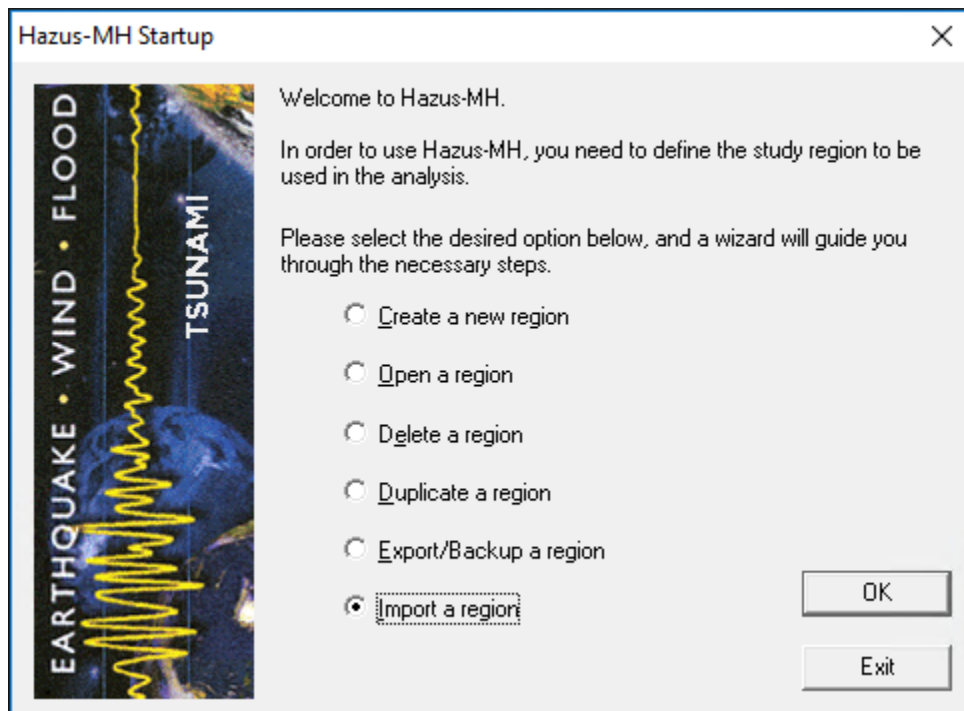 Hazus-MH Startup
EARTHQUAKE • WIND • FLOOD
TSUNAMI
Welcome to Hazus-MH.
In order to use Hazus-MH, you need to define the study region to be
used in the analysis.
Please select the desired option below, and a wizard will guide you
through the necessary steps.
Create a new region
Open a region
Delete a region
Duplicate a region
Export/Backup a region
Import a region
OK
Exit